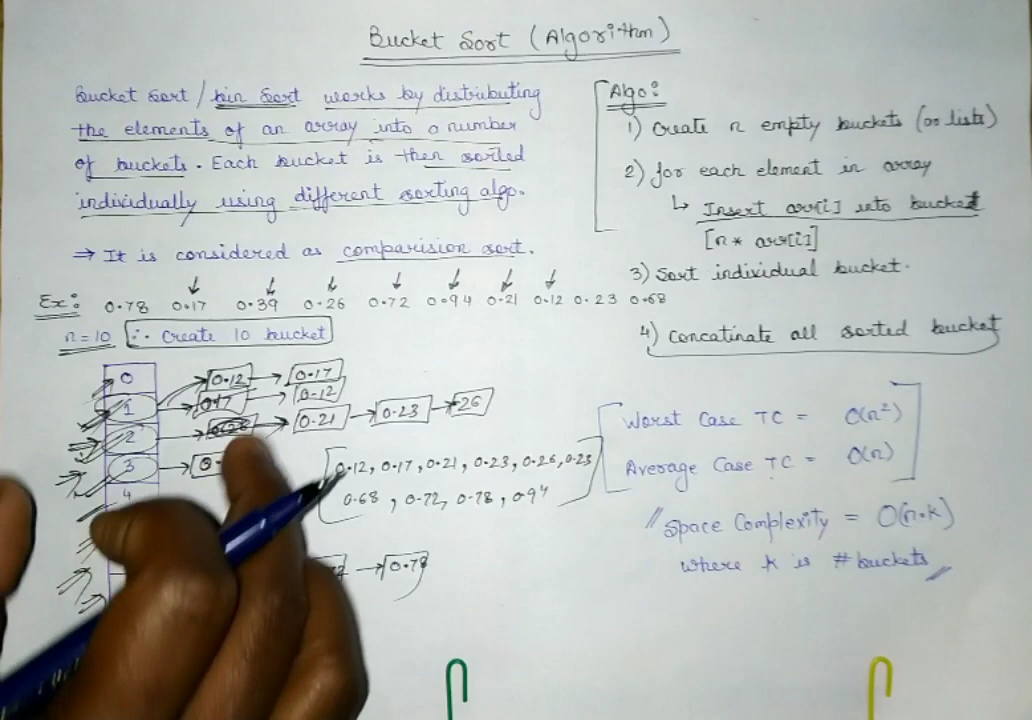 Bucket Sort (Algorithm)
Bucket Sort / bin Sort works by distributing
the elements of an array into a number
of buckets. Each bucket is then sorted
individually using different sorting algo.
⇒ It is considered as comparision sort.
Algo:
1) Create n empty buckets (or lists)
2) for each element in array
↳ Insert arr[i] into bucket
[n * arr[i]]
3) Sort individual bucket.
4) Concatinate all sorted bucket
Ex: 0.78 0.17 0.39 0.26 0.72 0.94 0.21 0.12 0.23 0.68
n=10 ∴ Create 10 bucket
0
→ 0.12 → 0.17
1 → 0.17 → 0.12
2 → 0.21 → 0.23 → 26
3 → 0.
4
0.12, 0.17, 0.21, 0.23, 0.26, 0.23
0.68, 0.72, 0.78, 0.94
→ 0.78
Worst Case TC = O(n²)
Average Case TC = O(n)
// Space Complexity = O(n.k)
where k is # buckets //